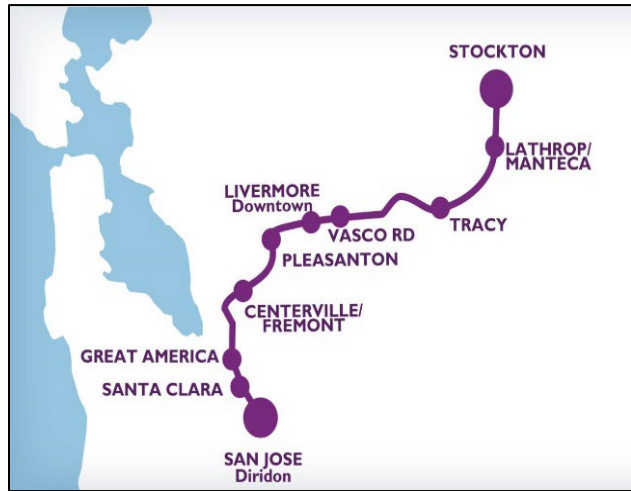 STOCKTON
LATHROP/
MANTECA
LIVERMORE
Downtown
VASCO RD
TRACY
PLEASANTON
CENTERVILLE/
FREMONT
GREAT AMERICA
SANTA CLARA
SAN JOSE
Diridon